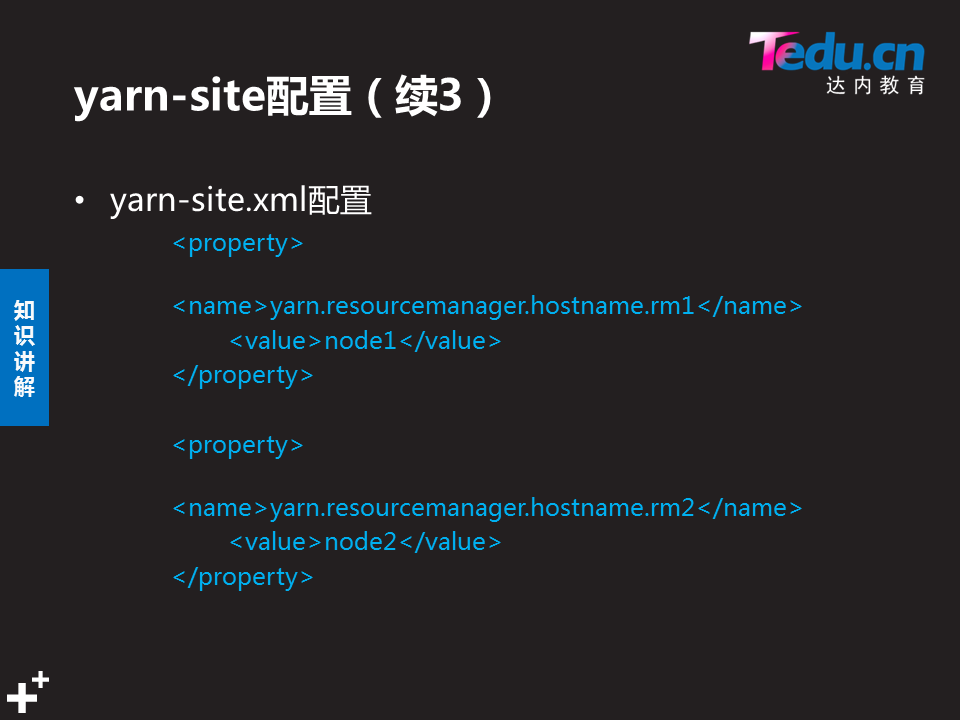 Tedu.cn
达内教育
yarn-site配置（续3）
• yarn-site.xml配置
<property>
<name>yarn.resourcemanager.hostname.rm1</name>
<value>node1</value>
</property>
<property>
<name>yarn.resourcemanager.hostname.rm2</name>
<value>node2</value>
</property>
知识讲解